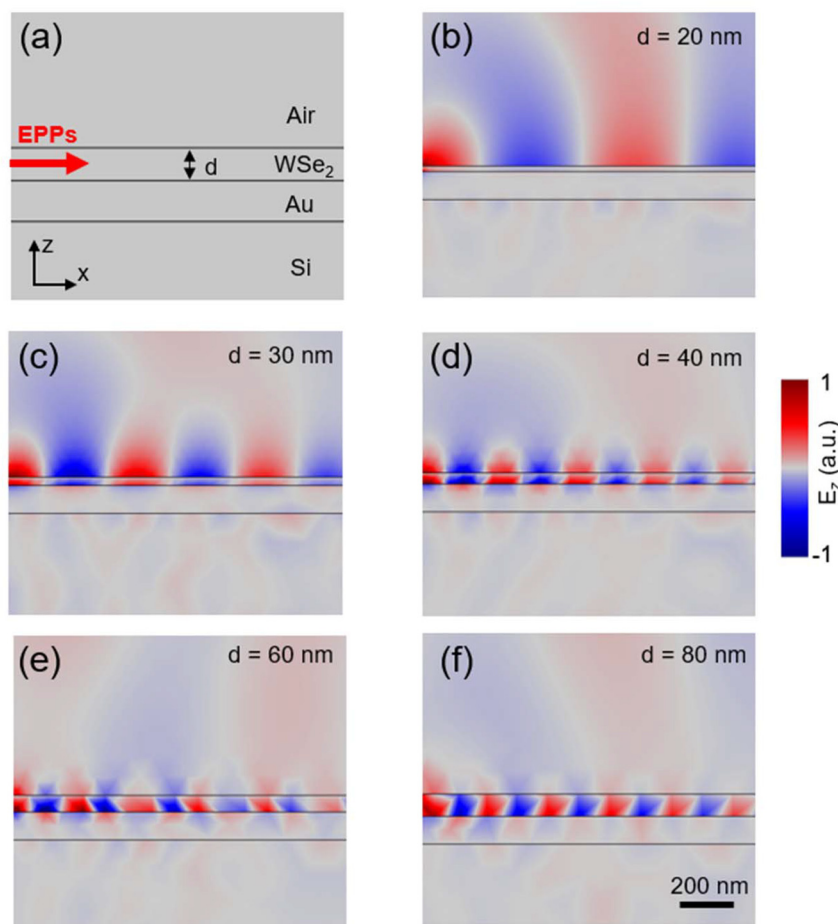 (a)
Air
EPPs
d
WSe₂
Au
z
x
Si
(b)
d = 20 nm
(c)
d = 30 nm
(d)
d = 40 nm
1
E_z (a.u.)
-1
(e)
d = 60 nm
(f)
d = 80 nm
200 nm